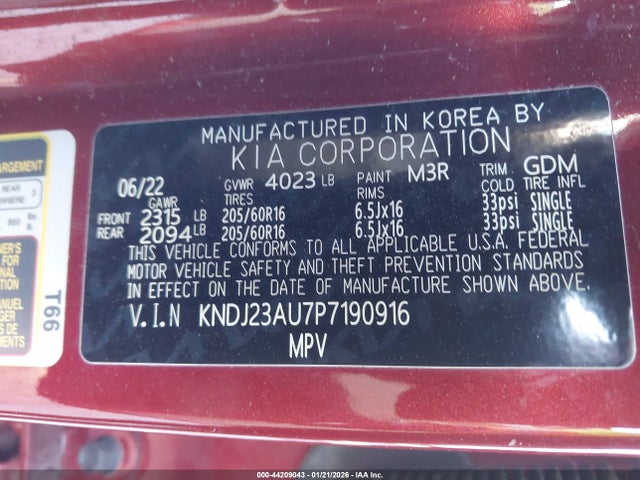 MANUFACTURED IN KOREA BY
KIA CORPORATION
06/22 GVWR 4023 LB PAINT M3R TRIM GDM
GAWR TIRES RIMS COLD TIRE INFL
FRONT 2315 LB 205/60R16 6.5Jx16 33psi SINGLE
REAR 2094 LB 205/60R16 6.5Jx16 33psi SINGLE
THIS VEHICLE CONFORMS TO ALL APPLICABLE U.S.A. FEDERAL
MOTOR VEHICLE SAFETY AND THEFT PREVENTION STANDARDS
IN EFFECT ON THE DATE OF MANUFACTURE SHOWN ABOVE.
V.I.N KNDJ23AU7P7190916
MPV
REAR 3
lbs.
T66
000-44209043 - 01/21/2026 - IAA Inc.